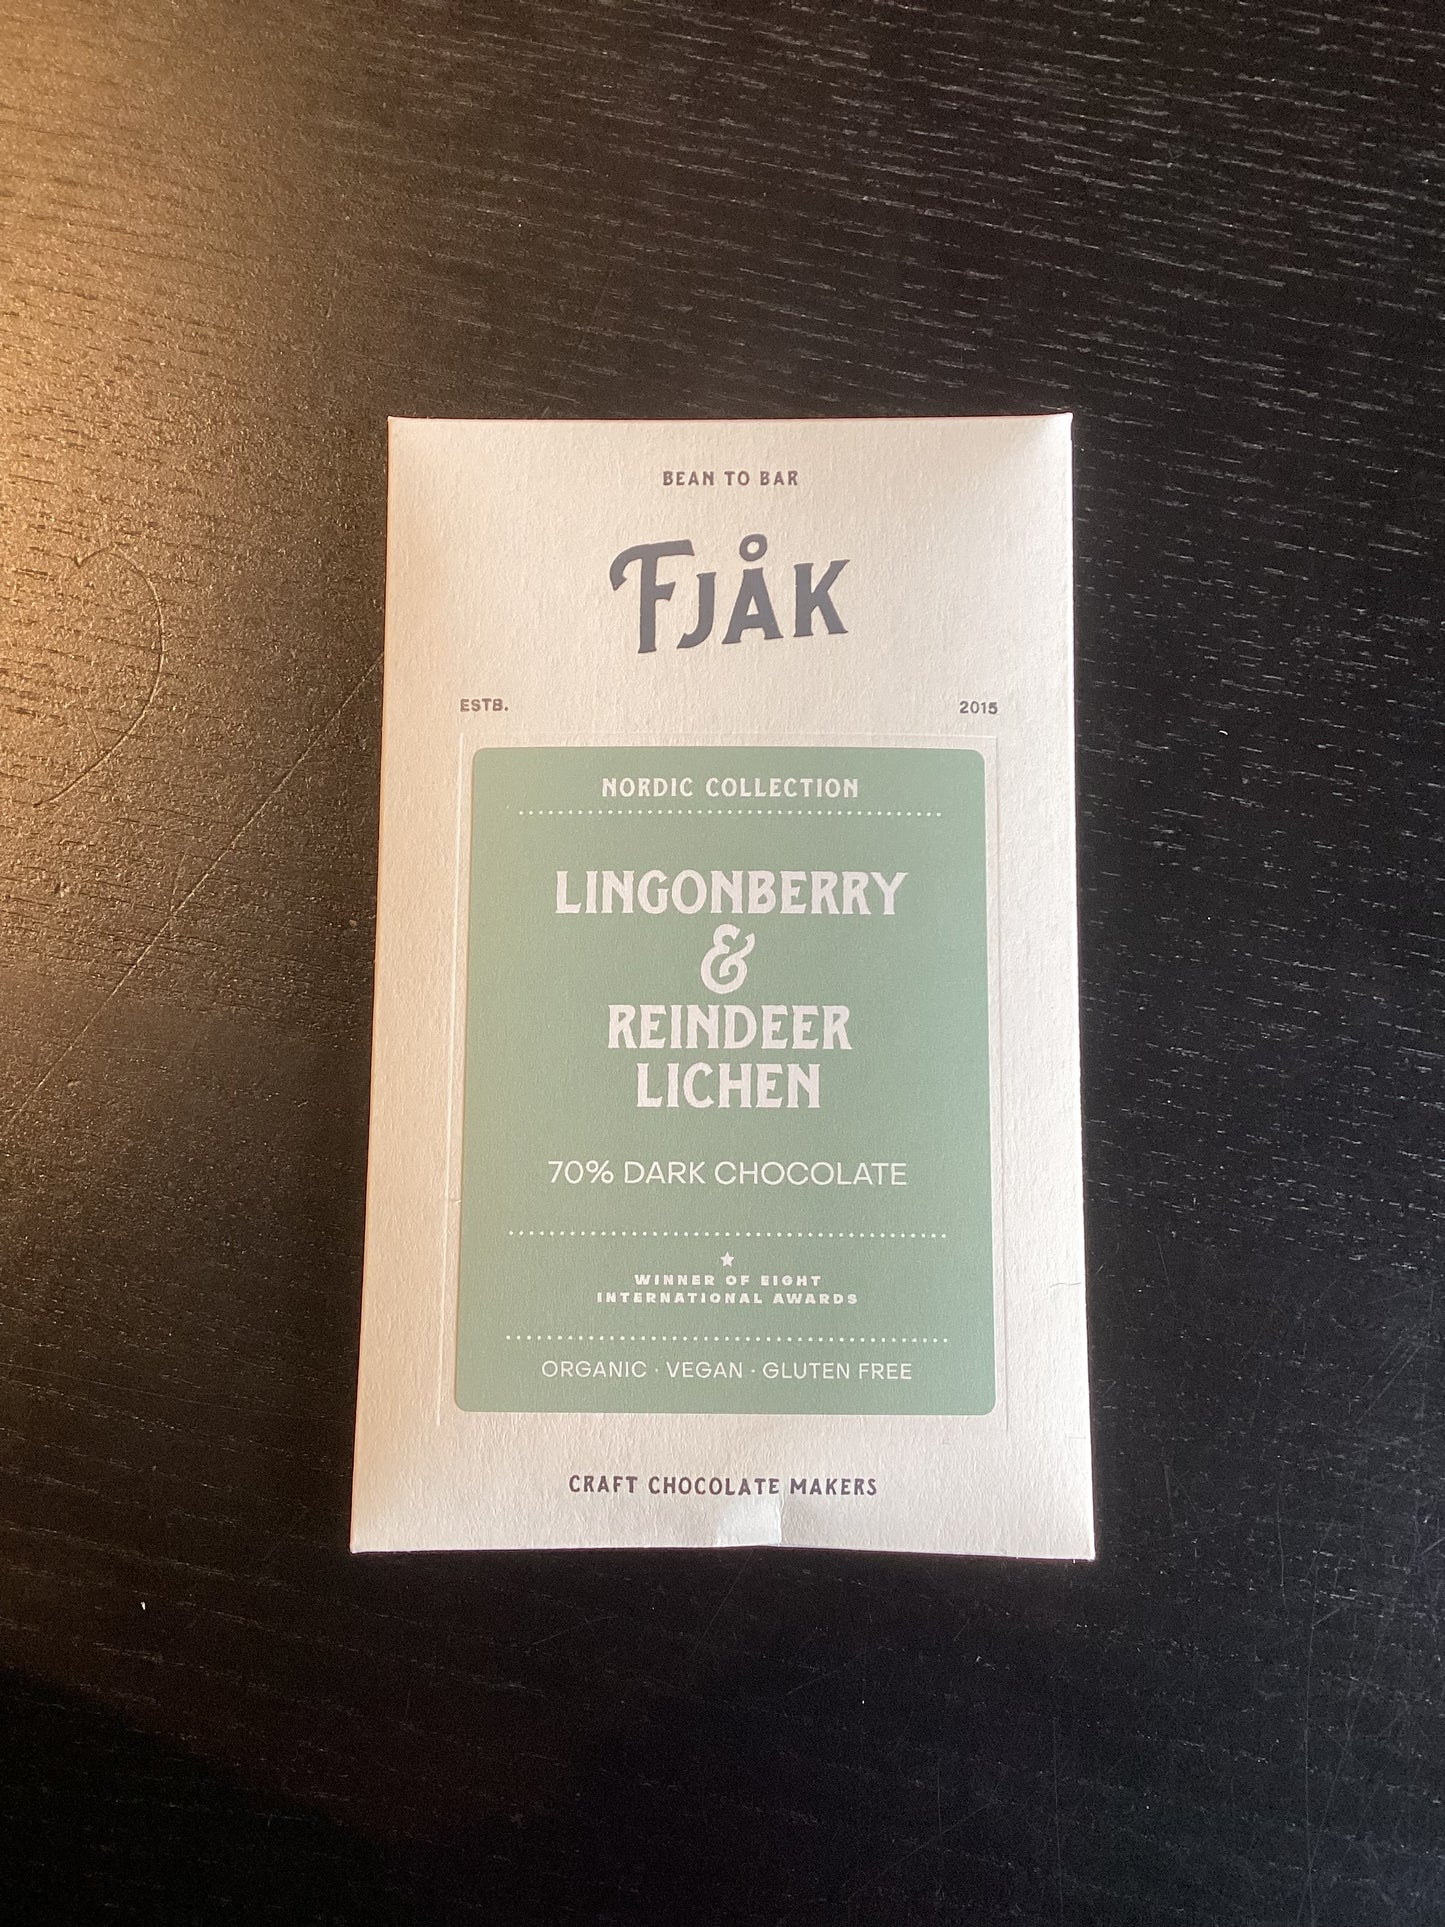 BEAN TO BAR
FJÅK
ESTB. 2015
NORDIC COLLECTION
LINGONBERRY
&
REINDEER
LICHEN
70% DARK CHOCOLATE
WINNER OF EIGHT
INTERNATIONAL AWARDS
ORGANIC · VEGAN · GLUTEN FREE
CRAFT CHOCOLATE MAKERS